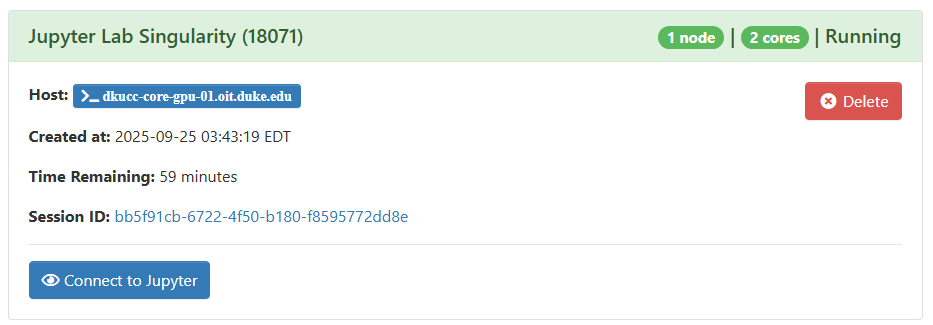 Jupyter Lab Singularity (18071) 1 node | 2 cores | Running
Host: >_ dkucc-core-gpu-01.oit.duke.edu Delete
Created at: 2025-09-25 03:43:19 EDT
Time Remaining: 59 minutes
Session ID: bb5f91cb-6722-4f50-b180-f8595772dd8e
Connect to Jupyter